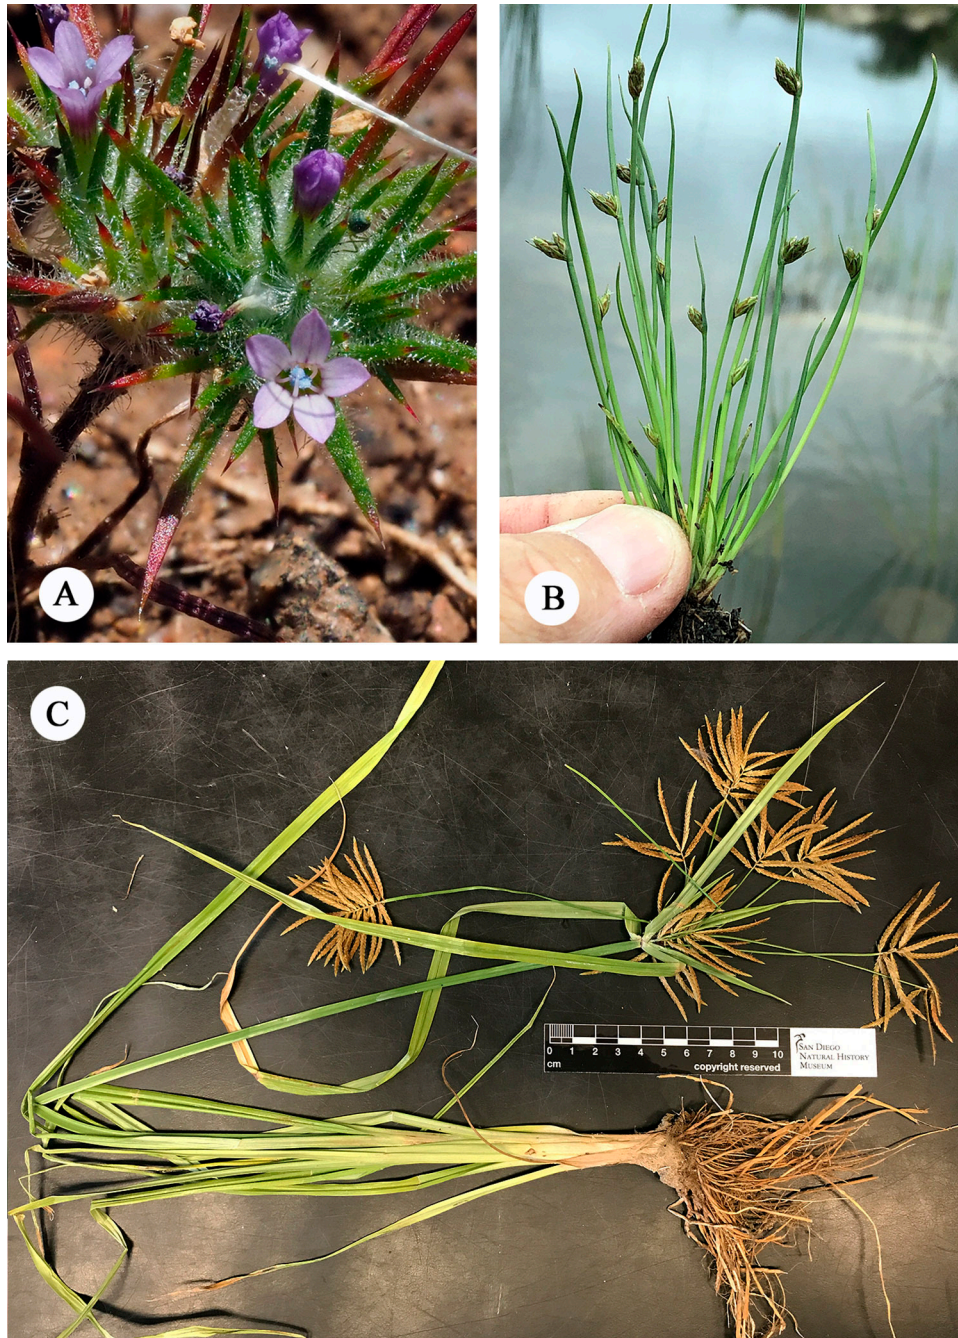 A
B
C
0 1 2 3 4 5 6 7 8 9 10
cm
copyright reserved
SAN DIEGO
NATURAL HISTORY
MUSEUM